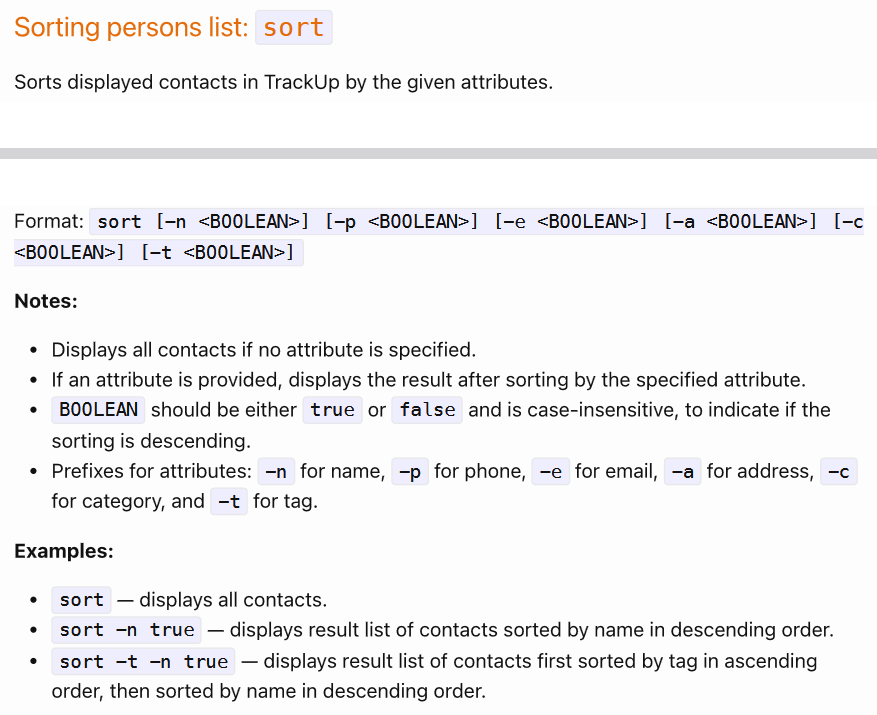 Sorting persons list: sort
Sorts displayed contacts in TrackUp by the given attributes.
Format: sort [-n <BOOLEAN>] [-p <BOOLEAN>] [-e <BOOLEAN>] [-a <BOOLEAN>] [-c
<BOOLEAN>] [-t <BOOLEAN>]
Notes:
• Displays all contacts if no attribute is specified.
• If an attribute is provided, displays the result after sorting by the specified attribute.
• BOOLEAN should be either true or false and is case-insensitive, to indicate if the
sorting is descending.
• Prefixes for attributes: -n for name, -p for phone, -e for email, -a for address, -c
for category, and -t for tag.
Examples:
• sort — displays all contacts.
• sort -n true — displays result list of contacts sorted by name in descending order.
• sort -t -n true — displays result list of contacts first sorted by tag in ascending
order, then sorted by name in descending order.